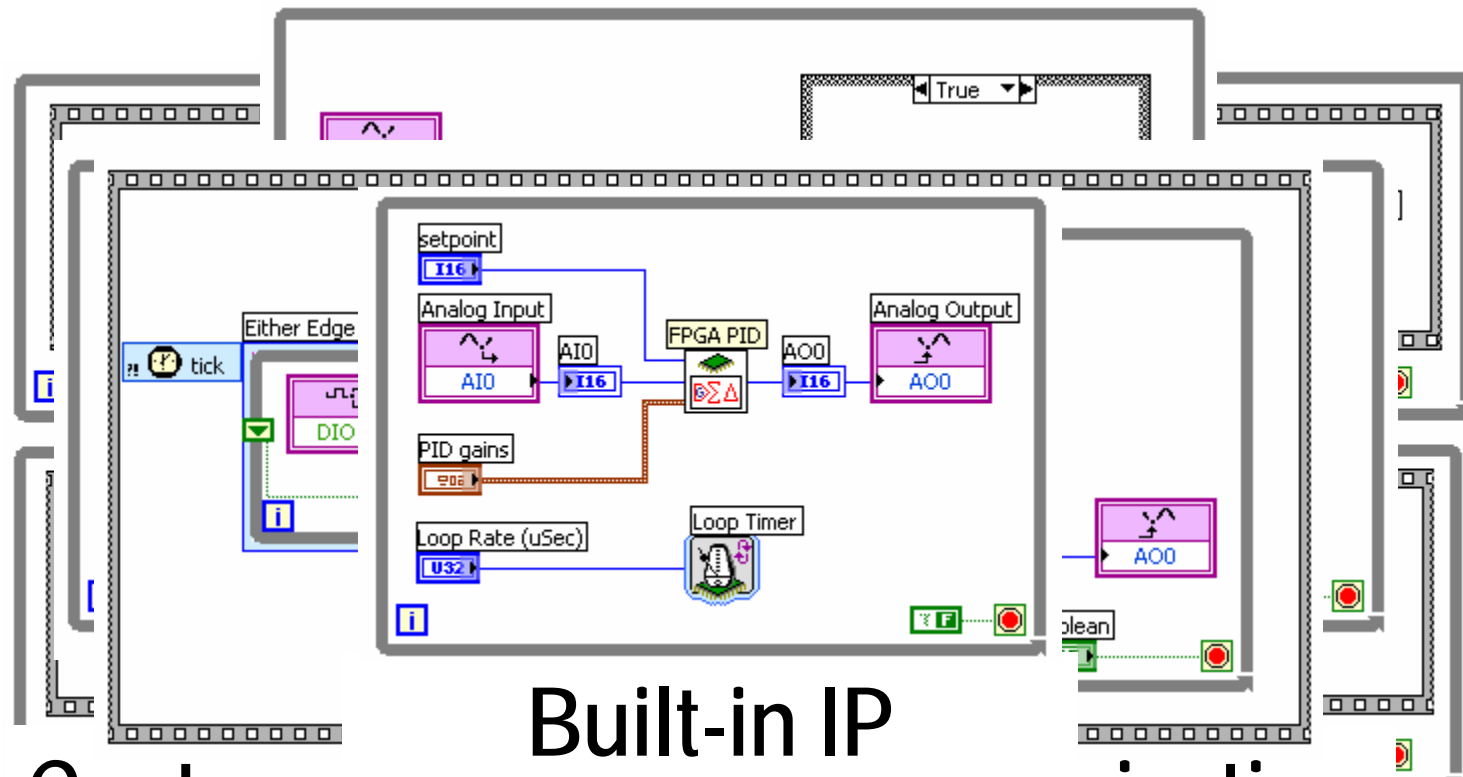 True
setpoint
I16
Analog Input
Analog Output
FPGA PID
AI0
AO0
Either Edge
tick
AI0
I16
I16
AO0
DIO
PID gains
Loop Timer
Loop Rate (uSec)
U32
AO0
i
i
i
F
olean
Built-in IP